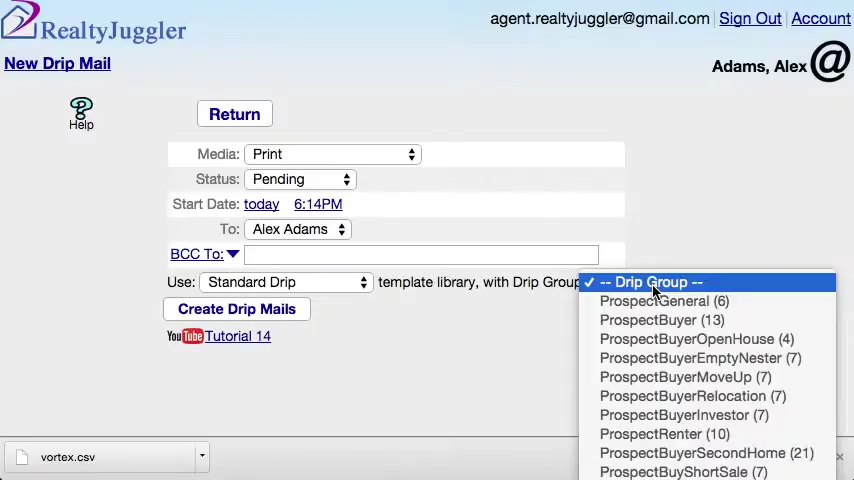 RealtyJuggler
agent.realtyjuggler@gmail.com | Sign Out | Account
New Drip Mail
Adams, Alex @
Help
Return
Media: Print
Status: Pending
Start Date: today 6:14PM
To: Alex Adams
BCC To:
Use: Standard Drip template library, with Drip Group
✓ -- Drip Group --
ProspectGeneral (6)
Create Drip Mails
ProspectBuyer (13)
YouTube Tutorial 14
ProspectBuyerOpenHouse (4)
ProspectBuyerEmptyNester (7)
ProspectBuyerMoveUp (7)
ProspectBuyerRelocation (7)
ProspectBuyerInvestor (7)
ProspectRenter (10)
ProspectBuyerSecondHome (21)
ProspectBuyShortSale (7)
vortex.csv